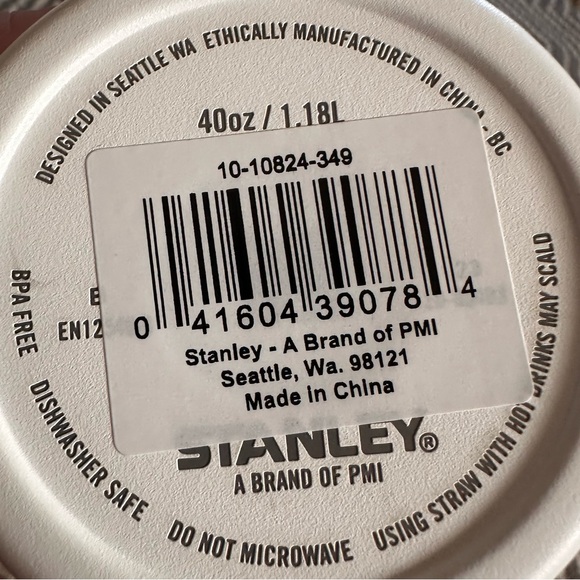 DESIGNED IN SEATTLE WA ETHICALLY MANUFACTURED IN CHINA - BC
40oz / 1.18L
10-10824-349
0 41604 39078 4
Stanley - A Brand of PMI
Seattle, Wa. 98121
Made in China
EN12
STANLEY®
A BRAND OF PMI
BPA FREE
DISHWASHER SAFE
DO NOT MICROWAVE
USING STRAW WITH HOT DRINKS MAY SCALD